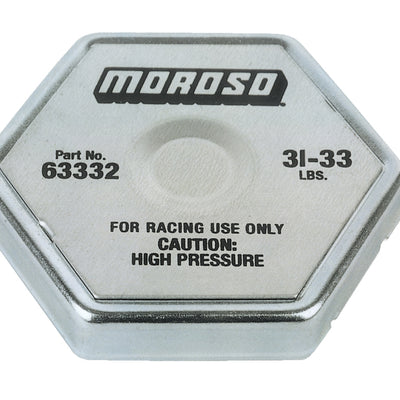 MOROSO
Part No.
63332
31-33
LBS.
FOR RACING USE ONLY
CAUTION:
HIGH PRESSURE